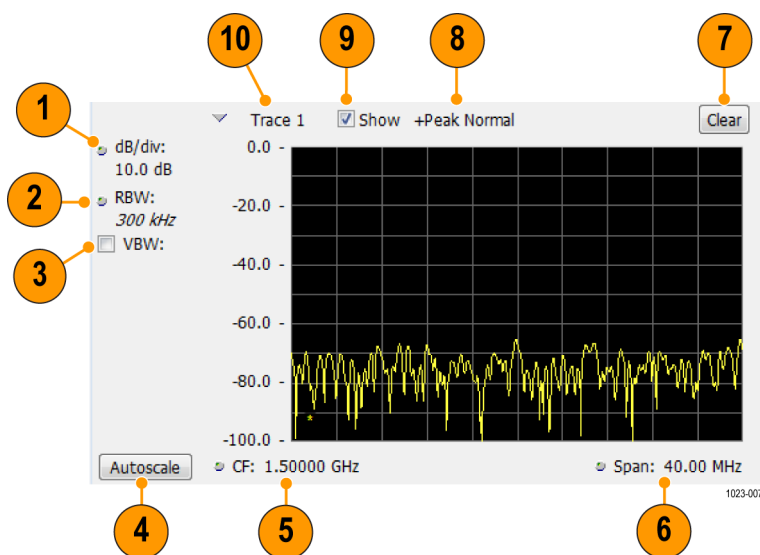 10
9
8
7
1
Trace 1
Show
+Peak Normal
Clear
dB/div:
10.0 dB
2
RBW:
300 kHz
3
VBW:
0.0
-20.0
-40.0
-60.0
-80.0
-100.0
*
Autoscale
CF: 1.50000 GHz
Span: 40.00 MHz
1023-007
4
5
6